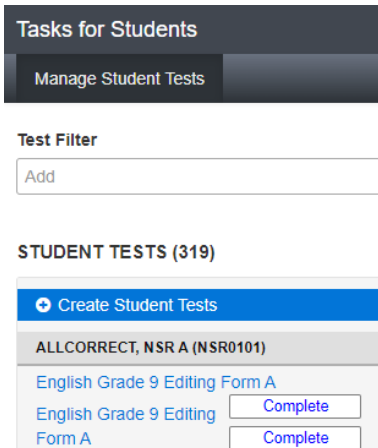 Tasks for Students
Manage Student Tests
Test Filter
Add
STUDENT TESTS (319)
Create Student Tests
ALLCORRECT, NSR A (NSR0101)
English Grade 9 Editing Form A
English Grade 9 Editing Complete
Form A Complete